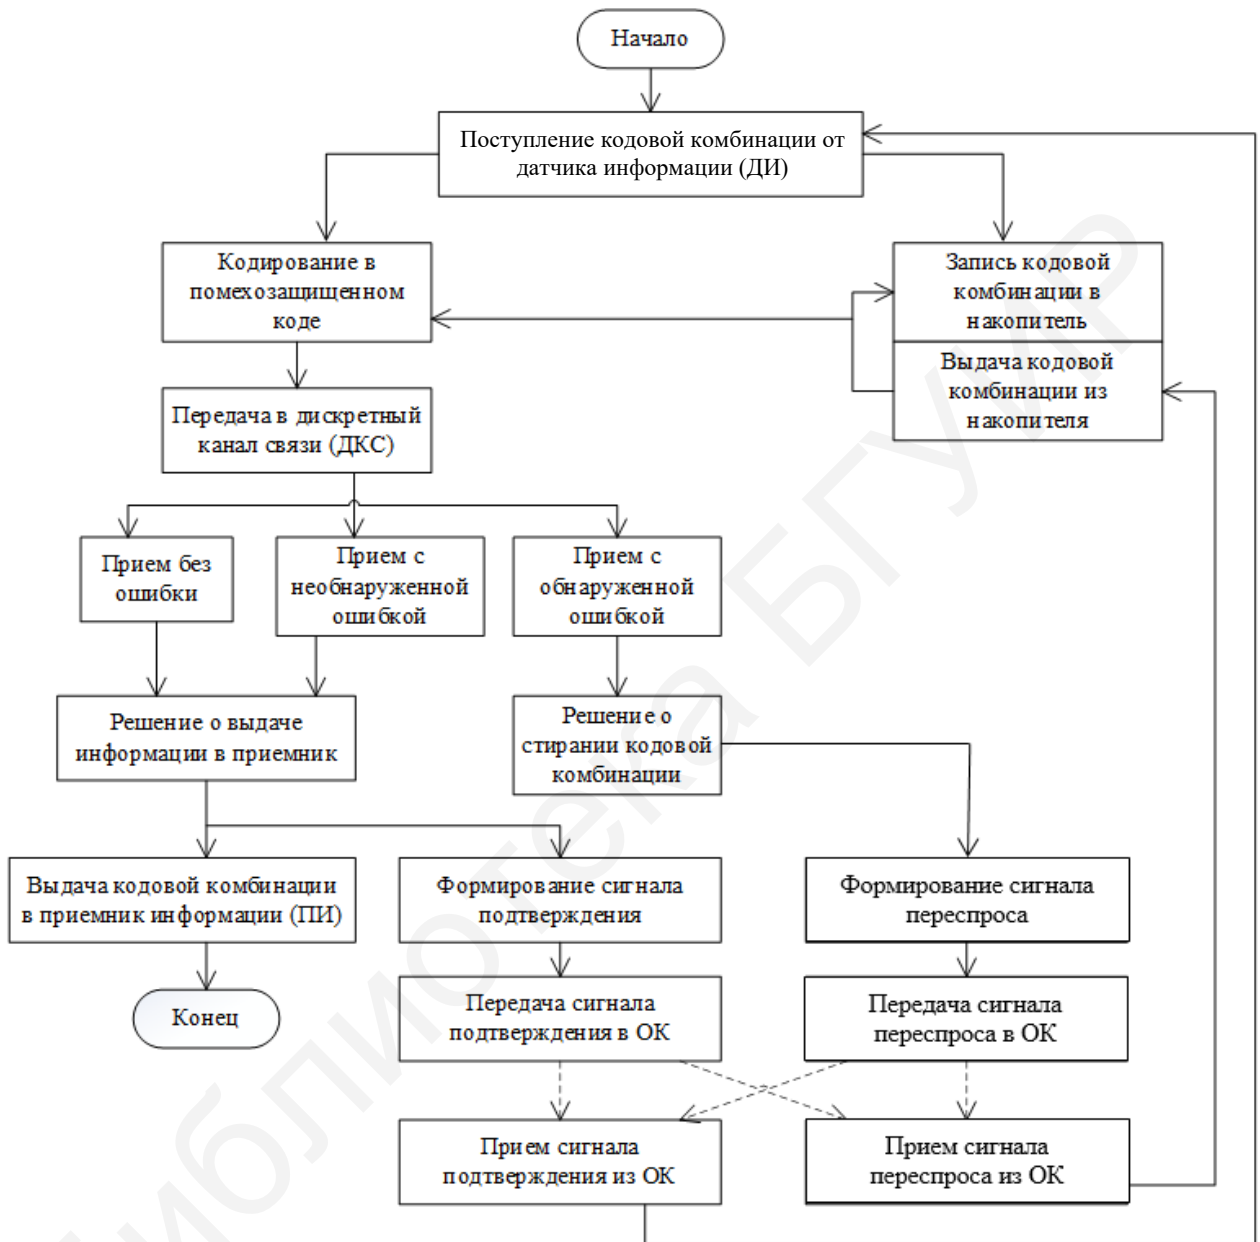 Начало
Поступление кодовой комбинации от
датчика информации (ДИ)
Кодирование в
помехозащищенном
коде
Запись кодовой
комбинации в
накопитель
Выдача кодовой
комбинации из
накопителя
Передача в дискретный
канал связи (ДКС)
Прием без
ошибки
Прием с
необнаруженной
ошибкой
Прием с
обнаруженной
ошибкой
Решение о выдаче
информации в приемник
Решение о
стирании кодовой
комбинации
Выдача кодовой комбинации
в приемник информации (ПИ)
Формирование сигнала
подтверждения
Формирование сигнала
переспроса
Конец
Передача сигнала
подтверждения в ОК
Передача сигнала
переспроса в ОК
Прием сигнала
подтверждения из ОК
Прием сигнала
переспроса из ОК
Библиотека БГУИР